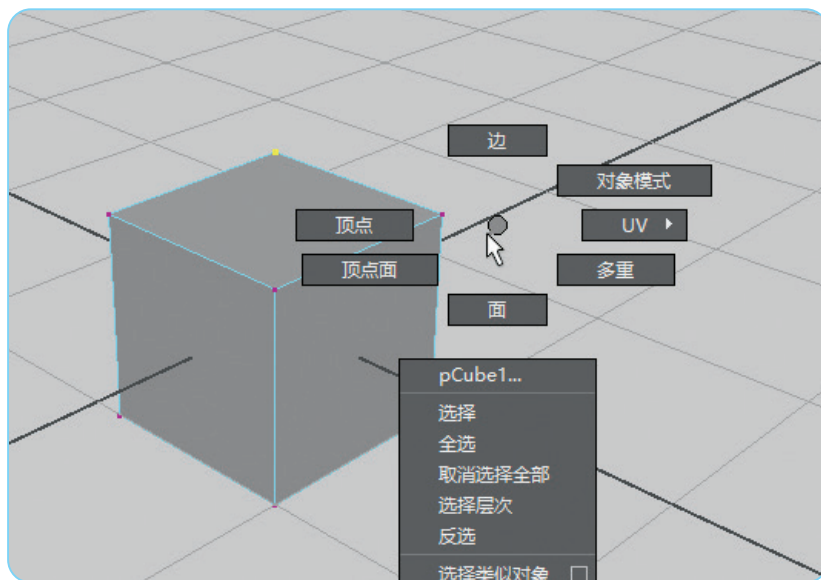 边
对象模式
顶点
UV
顶点面
多重
面
pCube1...
选择
全选
取消选择全部
选择层次
反选
选择类似对象